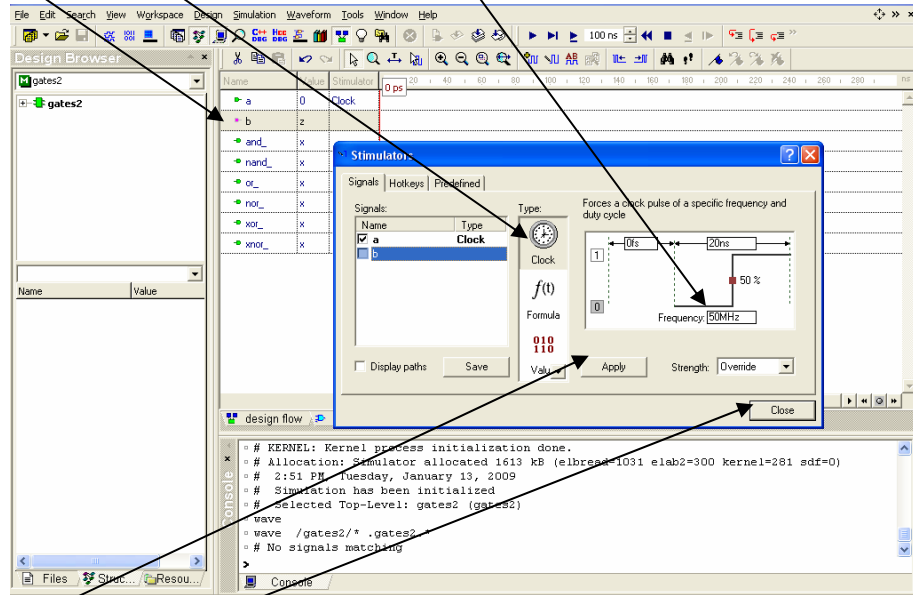 File Edit Search View Workspace Design Simulation Waveform Tools Window Help
100 ns
Design Browser
gates2
gates2
Name Value
Files Struc... Resou...
Name Value Stimulator 20 40 60 80 100 120 140 160 180 200 220 240 260 280 ns
0 ps
a 0 Clock
b z
and_ x
nand_ x
or_ x
nor_ x
xor_ x
xnor_ x
Stimulators
Signals Hotkeys Predefined
Signals:
Name Type
a Clock
b
Display paths Save
Type:
Clock
f(t)
Formula
010
110
Valu
Forces a clock pulse of a specific frequency and
duty cycle
0fs 20ns
1
50 %
0
Frequency: 50MHz
Apply Strength: Override
Close
design flow
# KERNEL: Kernel process initialization done.
# Allocation: Simulator allocated 1613 kB (elbread=1031 elab2=300 kernel=281 sdf=0)
# 2:51 PM, Tuesday, January 13, 2009
# Simulation has been initialized
# Selected Top-Level: gates2 (gates2)
wave
wave /gates2/* .gates2.*
# No signals matching
>
console
Console